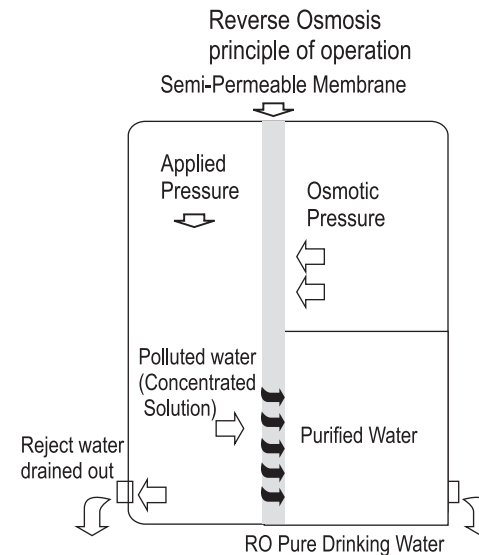 Reverse Osmosis
principle of operation
Semi-Permeable Membrane
Applied
Pressure
Osmotic
Pressure
Polluted water
(Concentrated
Solution)
Purified Water
Reject water
drained out
RO Pure Drinking Water